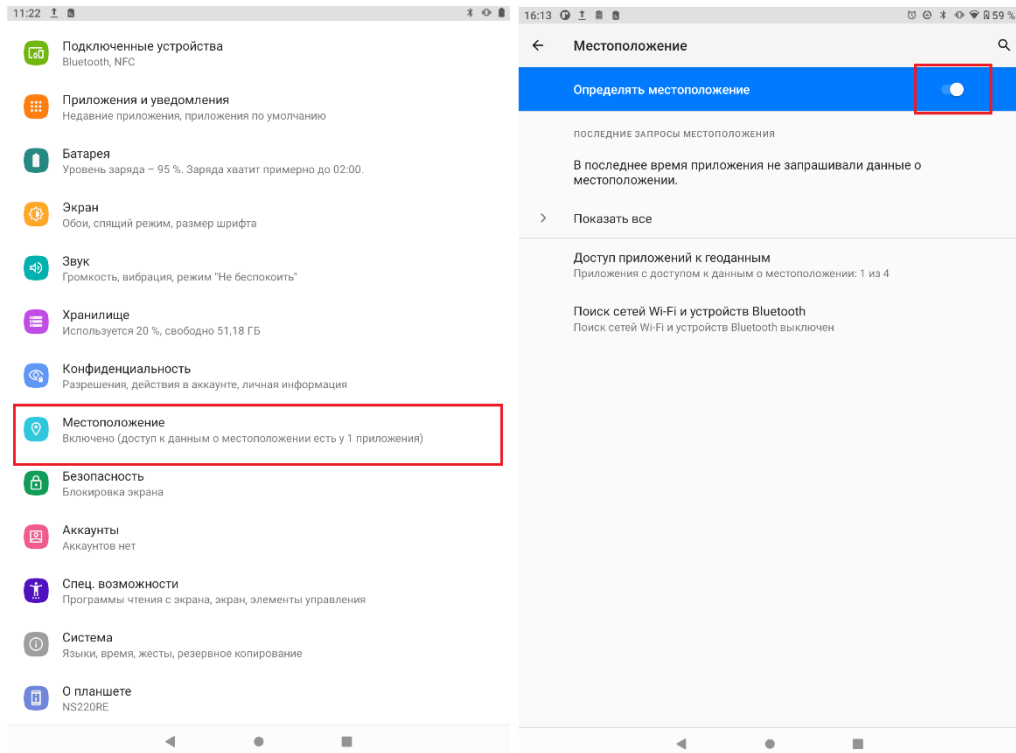 11:22
Подключенные устройства
Bluetooth, NFC
Приложения и уведомления
Недавние приложения, приложения по умолчанию
Батарея
Уровень заряда – 95 %. Заряда хватит примерно до 02:00.
Экран
Обои, спящий режим, размер шрифта
Звук
Громкость, вибрация, режим "Не беспокоить"
Хранилище
Используется 20 %, свободно 51,18 ГБ
Конфиденциальность
Разрешения, действия в аккаунте, личная информация
Местоположение
Включено (доступ к данным о местоположении есть у 1 приложения)
Безопасность
Блокировка экрана
Аккаунты
Аккаунтов нет
Спец. возможности
Программы чтения с экрана, экран, элементы управления
Система
Языки, время, жесты, резервное копирование
О планшете
NS220RE
16:13
59 %
Местоположение
Определять местоположение
ПОСЛЕДНИЕ ЗАПРОСЫ МЕСТОПОЛОЖЕНИЯ
В последнее время приложения не запрашивали данные о
местоположении.
Показать все
Доступ приложений к геоданным
Приложения с доступом к данным о местоположении: 1 из 4
Поиск сетей Wi-Fi и устройств Bluetooth
Поиск сетей Wi-Fi и устройств Bluetooth выключен